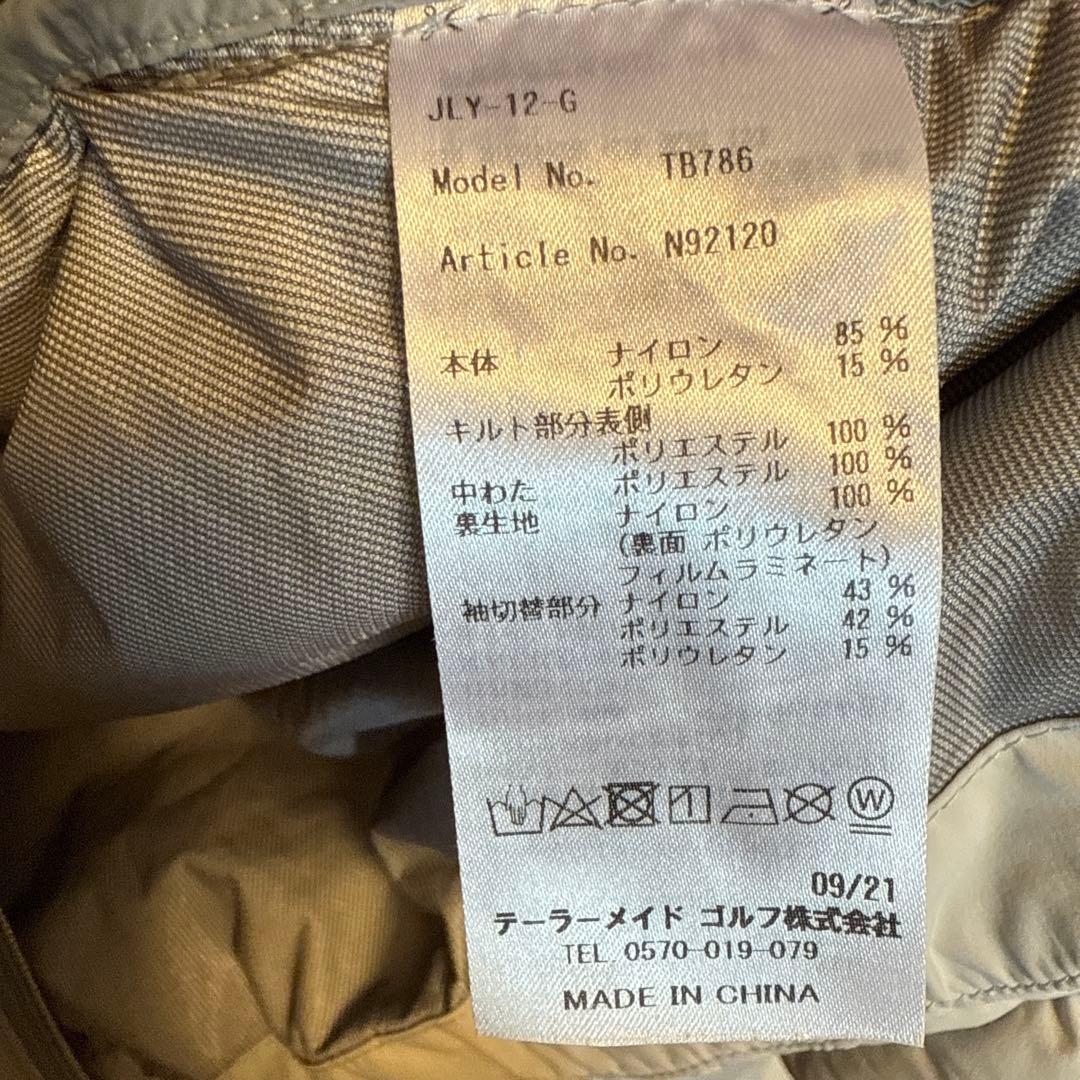 JLY-12-G
Model No. TB786
Article No. N92120
本体 ナイロン 85 %
ポリウレタン 15 %
キルト部分表側
ポリエステル 100 %
中わた ポリエステル 100 %
裏生地 ナイロン 100 %
(裏面 ポリウレタン
フィルムラミネート)
袖切替部分 ナイロン 43 %
ポリエステル 42 %
ポリウレタン 15 %
W
09/21
テーラーメイド ゴルフ株式会社
TEL 0570-019-079
MADE IN CHINA